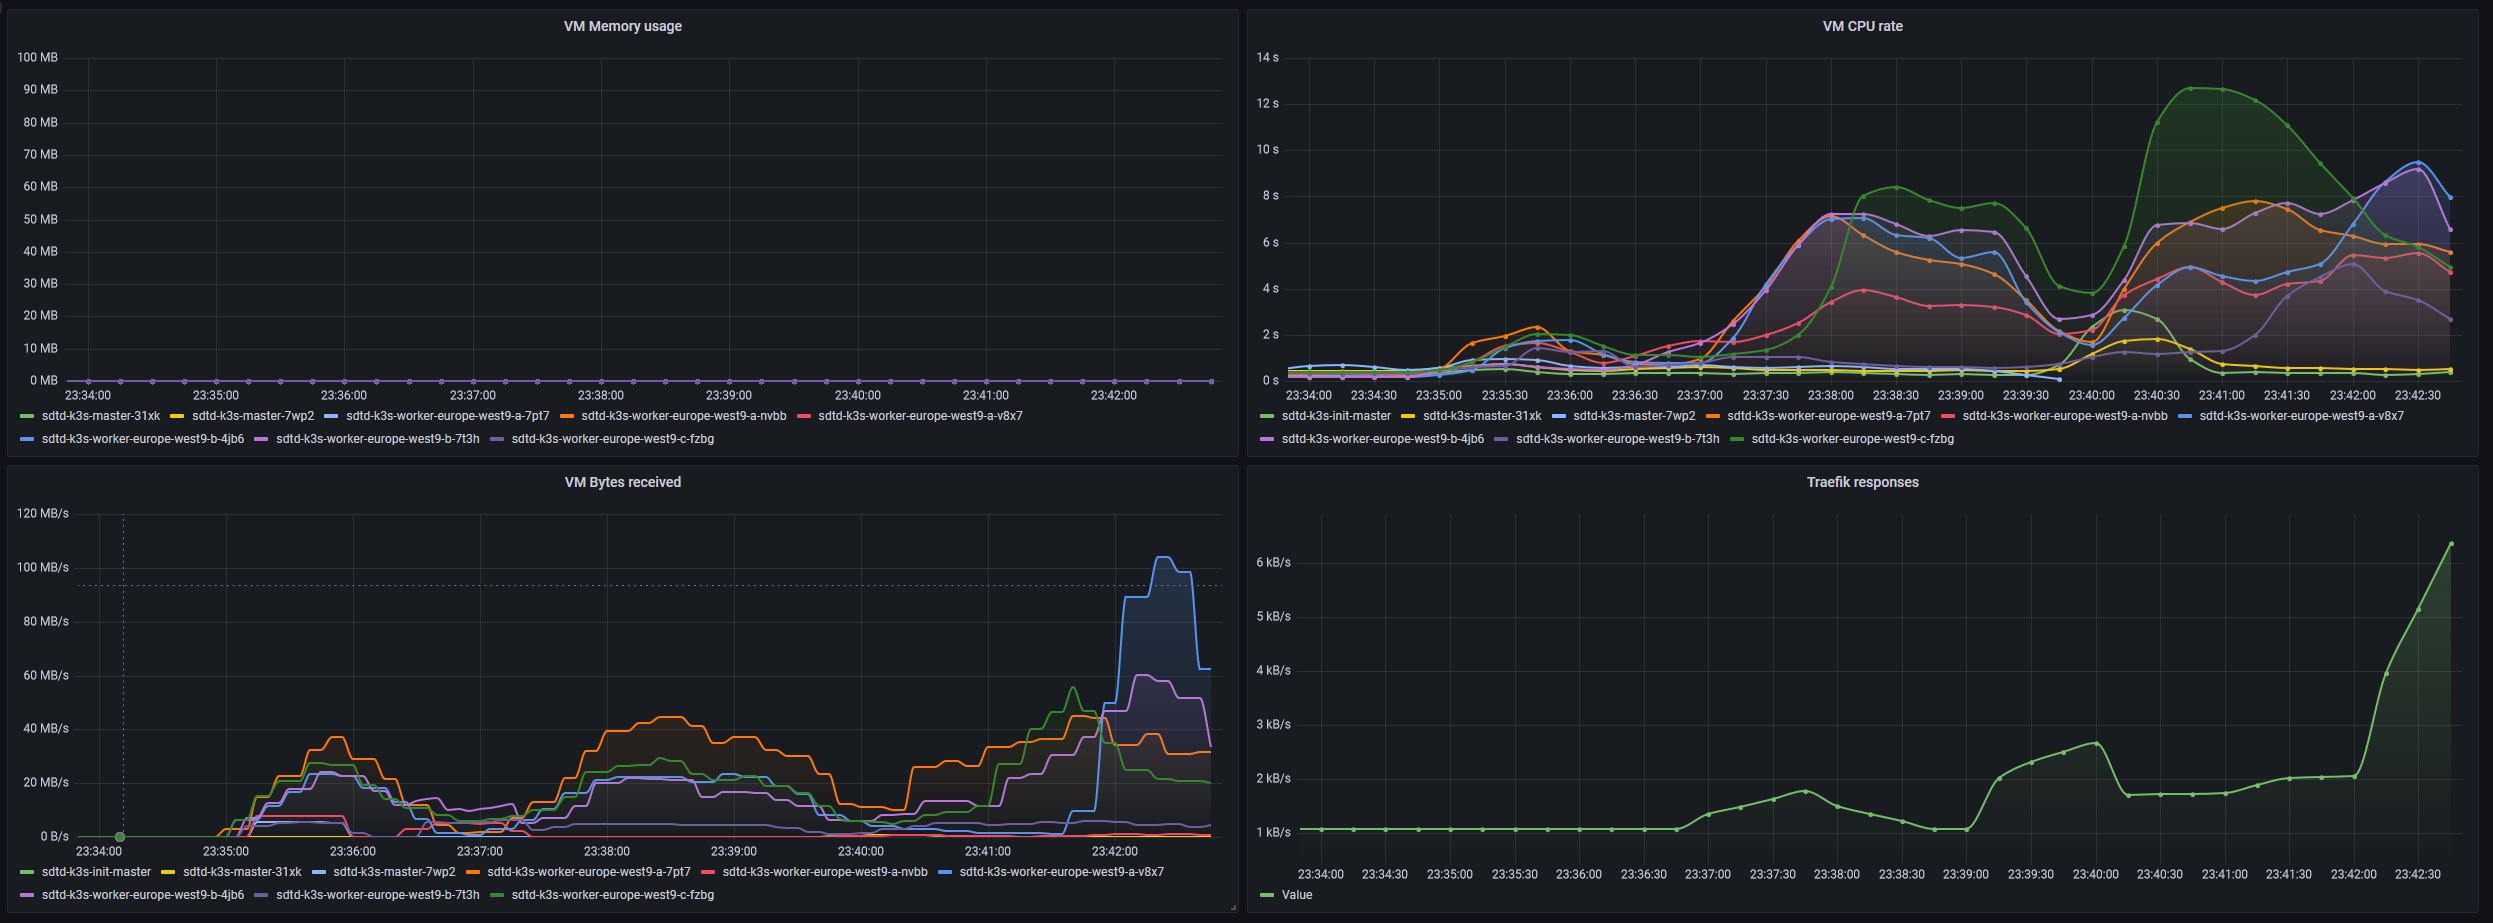 VM Memory usage
100 MB
90 MB
80 MB
70 MB
60 MB
50 MB
40 MB
30 MB
20 MB
10 MB
0 MB
23:34:00 23:35:00 23:36:00 23:37:00 23:38:00 23:39:00 23:40:00 23:41:00 23:42:00
sdtd-k3s-master-31xk sdtd-k3s-master-7wp2 sdtd-k3s-worker-europe-west9-a-7pt7 sdtd-k3s-worker-europe-west9-a-nvbb sdtd-k3s-worker-europe-west9-a-v8x7
sdtd-k3s-worker-europe-west9-b-4jb6 sdtd-k3s-worker-europe-west9-b-7t3h sdtd-k3s-worker-europe-west9-c-fzbg
VM CPU rate
14 s
12 s
10 s
8 s
6 s
4 s
2 s
0 s
23:34:00 23:34:30 23:35:00 23:35:30 23:36:00 23:36:30 23:37:00 23:37:30 23:38:00 23:38:30 23:39:00 23:39:30 23:40:00 23:40:30 23:41:00 23:41:30 23:42:00 23:42:30
sdtd-k3s-init-master sdtd-k3s-master-31xk sdtd-k3s-master-7wp2 sdtd-k3s-worker-europe-west9-a-7pt7 sdtd-k3s-worker-europe-west9-a-nvbb sdtd-k3s-worker-europe-west9-a-v8x7
sdtd-k3s-worker-europe-west9-b-4jb6 sdtd-k3s-worker-europe-west9-b-7t3h sdtd-k3s-worker-europe-west9-c-fzbg
VM Bytes received
120 MB/s
100 MB/s
80 MB/s
60 MB/s
40 MB/s
20 MB/s
0 B/s
23:34:00 23:35:00 23:36:00 23:37:00 23:38:00 23:39:00 23:40:00 23:41:00 23:42:00
sdtd-k3s-init-master sdtd-k3s-master-31xk sdtd-k3s-master-7wp2 sdtd-k3s-worker-europe-west9-a-7pt7 sdtd-k3s-worker-europe-west9-a-nvbb sdtd-k3s-worker-europe-west9-a-v8x7
sdtd-k3s-worker-europe-west9-b-4jb6 sdtd-k3s-worker-europe-west9-b-7t3h sdtd-k3s-worker-europe-west9-c-fzbg
Traefik responses
6 kB/s
5 kB/s
4 kB/s
3 kB/s
2 kB/s
1 kB/s
23:34:00 23:34:30 23:35:00 23:35:30 23:36:00 23:36:30 23:37:00 23:37:30 23:38:00 23:38:30 23:39:00 23:39:30 23:40:00 23:40:30 23:41:00 23:41:30 23:42:00 23:42:30
Value